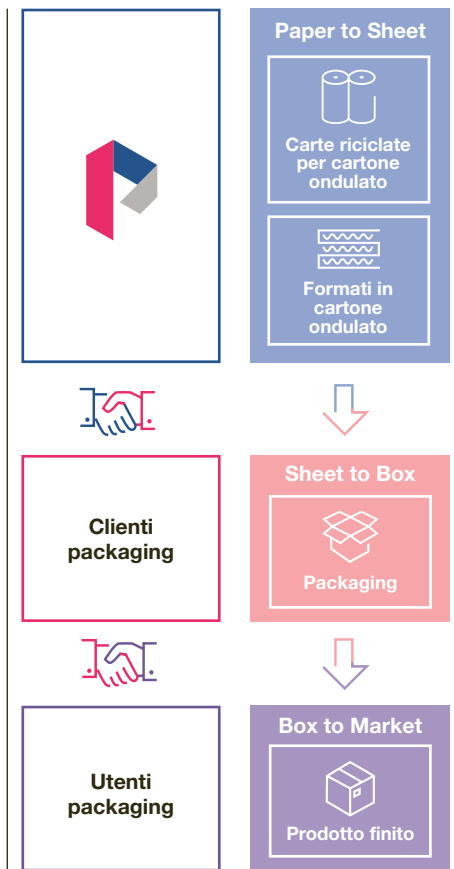 Paper to Sheet
Carte riciclate
per cartone
ondulato
Formati in
cartone
ondulato
Clienti
packaging
Sheet to Box
Packaging
Utenti
packaging
Box to Market
Prodotto finito